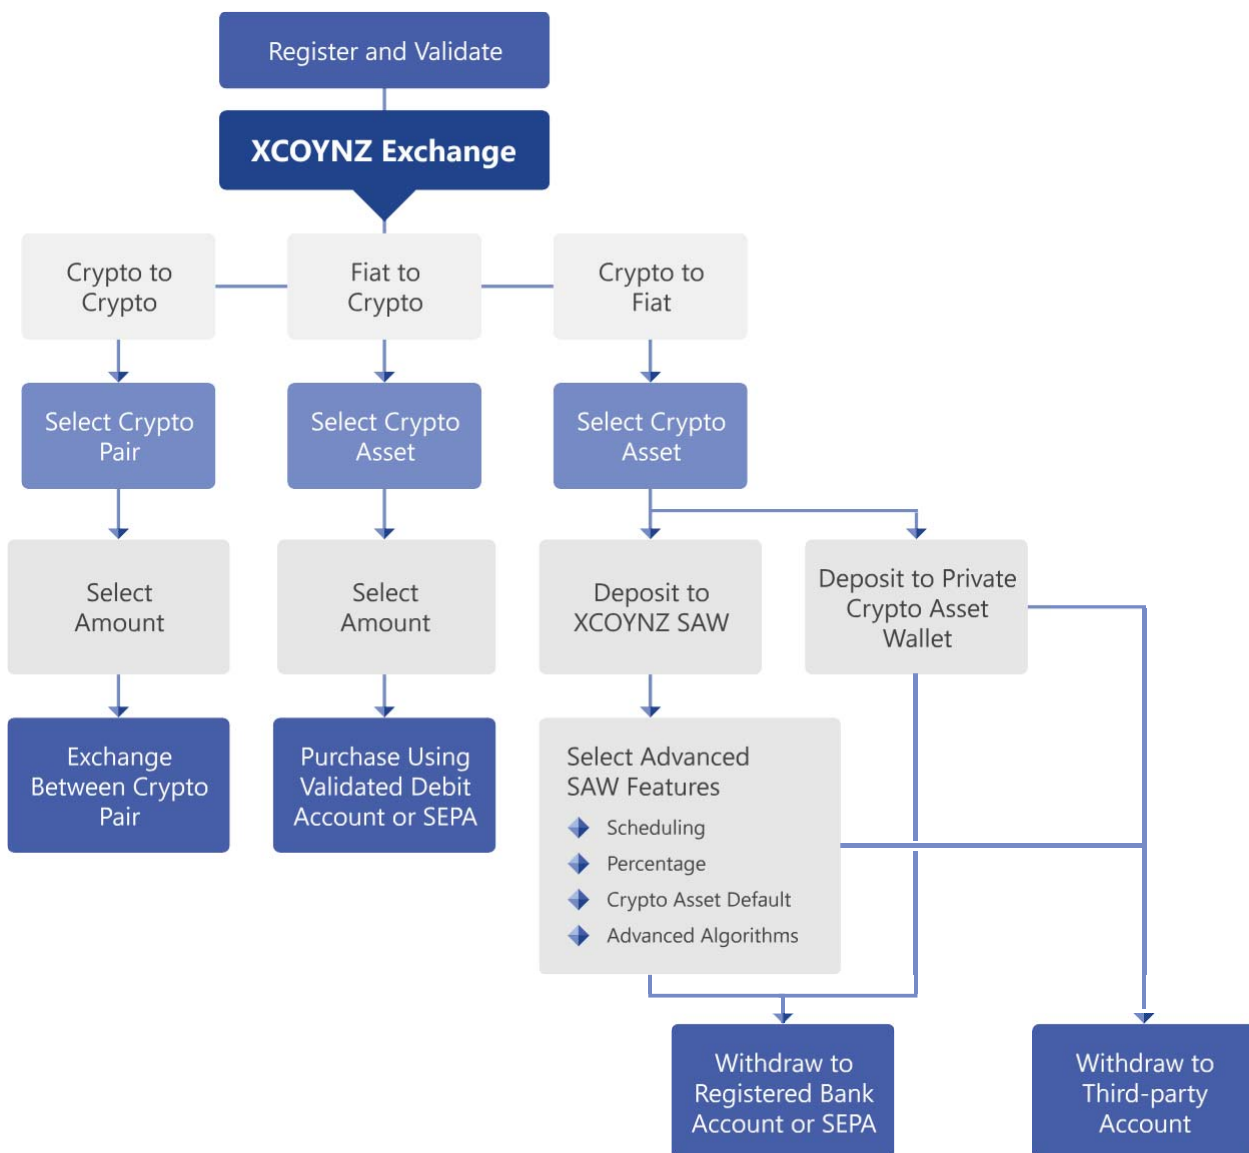 Register and Validate
XCOYNZ Exchange
Crypto to
Crypto
Fiat to
Crypto
Crypto to
Fiat
Select Crypto
Pair
Select Crypto
Asset
Select Crypto
Asset
Select
Amount
Select
Amount
Deposit to
XCOYNZ SAW
Deposit to Private
Crypto Asset
Wallet
Exchange
Between Crypto
Pair
Purchase Using
Validated Debit
Account or SEPA
Select Advanced
SAW Features
Scheduling
Percentage
Crypto Asset Default
Advanced Algorithms
Withdraw to
Registered Bank
Account or SEPA
Withdraw to
Third-party
Account